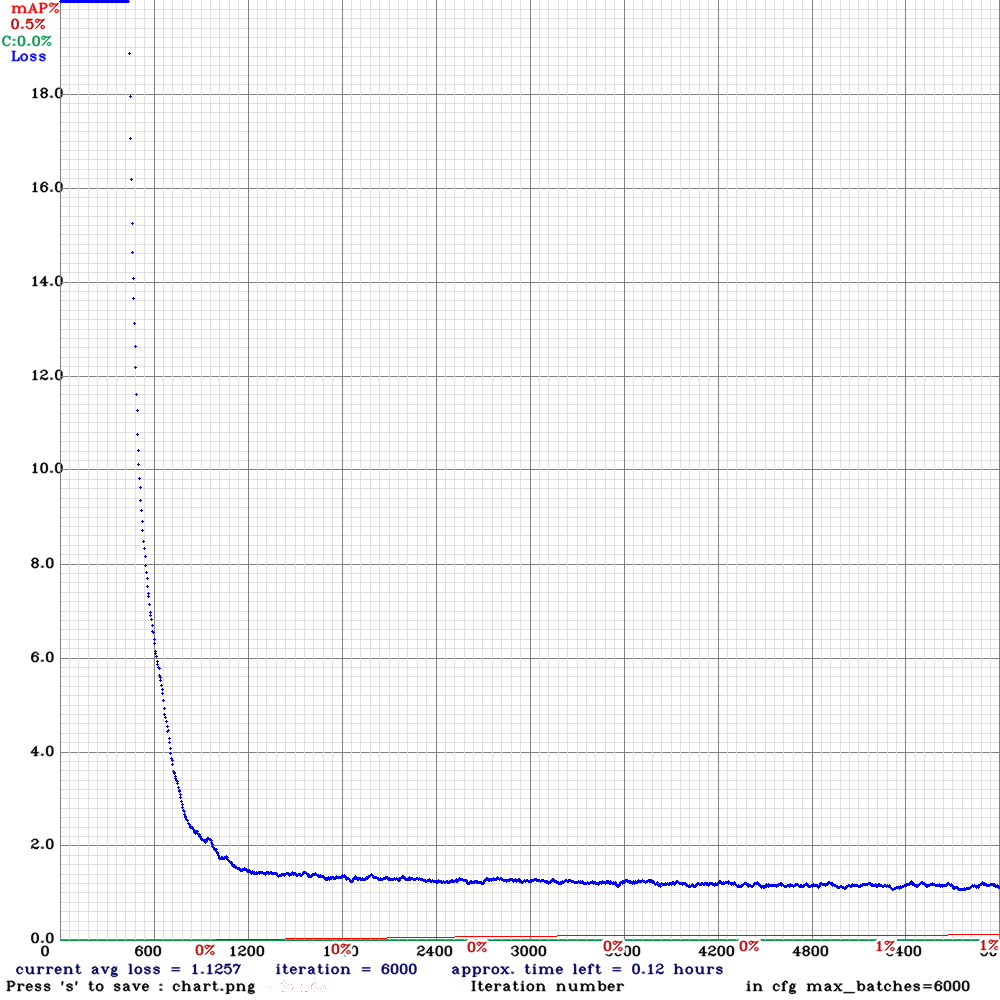 mAP%
0.5%
C:0.0%
Loss
18.0
16.0
14.0
12.0
10.0
8.0
6.0
4.0
2.0
0.0
0 600 0% 1200 0% 2400 0% 3000 0% 4200 0% 4800 1% 1%
current avg loss = 1.1257 iteration = 6000 approx. time left = 0.12 hours
Press 's' to save : chart.png Iteration number in cfg max_batches=6000